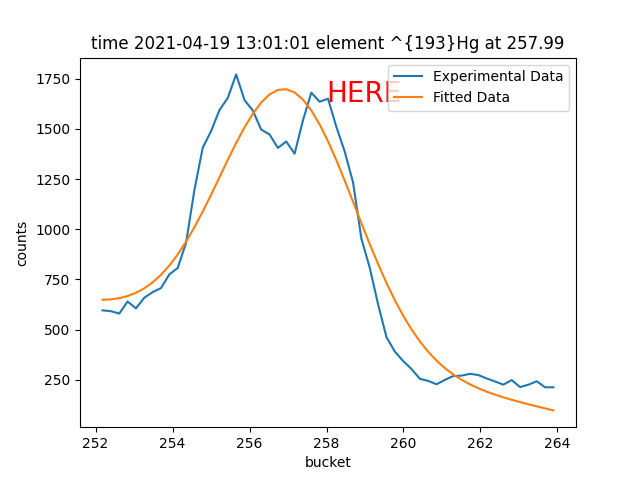 time 2021-04-19 13:01:01 element ^{193}Hg at 257.99
HERE
Experimental Data
Fitted Data
counts
1750
1500
1250
1000
750
500
250
252 254 256 258 260 262 264
bucket